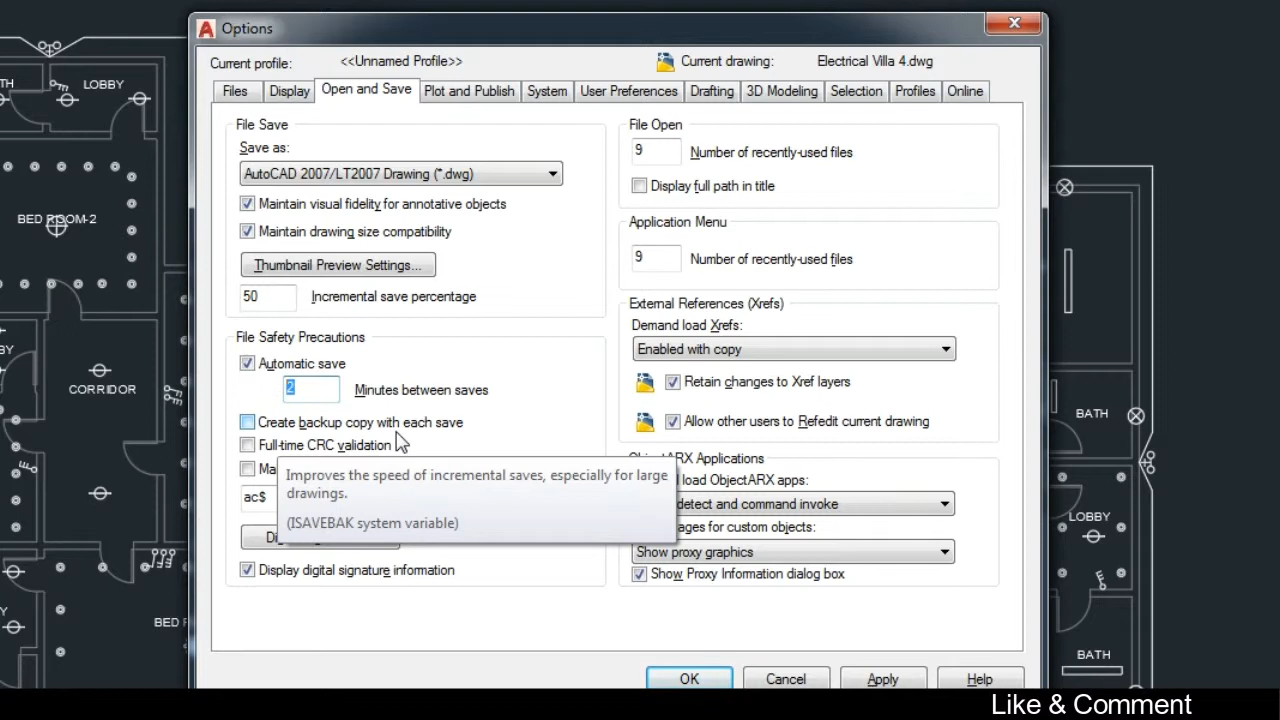 Options
Current profile: <<Unnamed Profile>> Current drawing: Electrical Villa 4.dwg
Files Display Open and Save Plot and Publish System User Preferences Drafting 3D Modeling Selection Profiles Online
File Save
Save as:
AutoCAD 2007/LT2007 Drawing (*.dwg)
Maintain visual fidelity for annotative objects
Maintain drawing size compatibility
Thumbnail Preview Settings...
50 Incremental save percentage
File Safety Precautions
Automatic save
2 Minutes between saves
Create backup copy with each save
Full-time CRC validation
Improves the speed of incremental saves, especially for large
drawings.
(ISAVEBAK system variable)
ac$
Display digital signature information
File Open
9 Number of recently-used files
Display full path in title
Application Menu
9 Number of recently-used files
External References (Xrefs)
Demand load Xrefs:
Enabled with copy
Retain changes to Xref layers
Allow other users to Refedit current drawing
ObjectARX Applications
load ObjectARX apps:
detect and command invoke
for custom objects:
Show proxy graphics
Show Proxy Information dialog box
OK Cancel Apply Help
LOBBY
BED ROOM-2
CORRIDOR
BED
BATH
LOBBY
BATH
Like & Comment